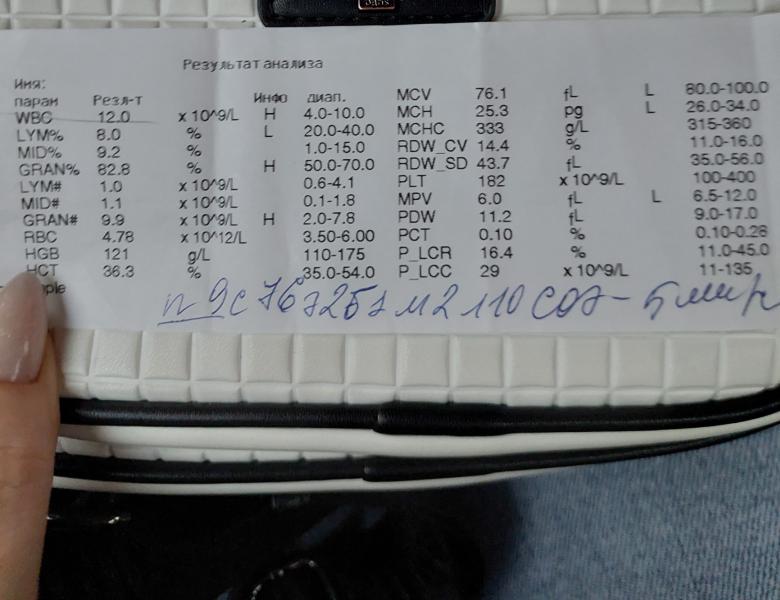 paris
Результат анализа
Имя:
парам Резл-т Инфо диап.
WBC 12.0 x 10^9/L H 4.0-10.0
LYM% 8.0 % L 20.0-40.0
MID% 9.2 % 1.0-15.0
GRAN% 82.8 % H 50.0-70.0
LYM# 1.0 x 10^9/L 0.6-4.1
MID# 1.1 x 10^9/L 0.1-1.8
GRAN# 9.9 x 10^9/L H 2.0-7.8
RBC 4.78 x 10^12/L 3.50-6.00
HGB 121 g/L 110-175
HCT 36.3 % 35.0-54.0
MCV 76.1 fL L 80.0-100.0
MCH 25.3 pg L 26.0-34.0
MCHC 333 g/L 315-360
RDW_CV 14.4 % 11.0-16.0
RDW_SD 43.7 fL 35.0-56.0
PLT 182 x 10^9/L 100-400
MPV 6.0 fL L 6.5-12.0
PDW 11.2 fL 9.0-17.0
PCT 0.10 % 0.10-0.28
P_LCR 16.4 % 11.0-45.0
P_LCC 29 x 10^9/L 11-135
п 9 с 76 м 2 СОЭ-